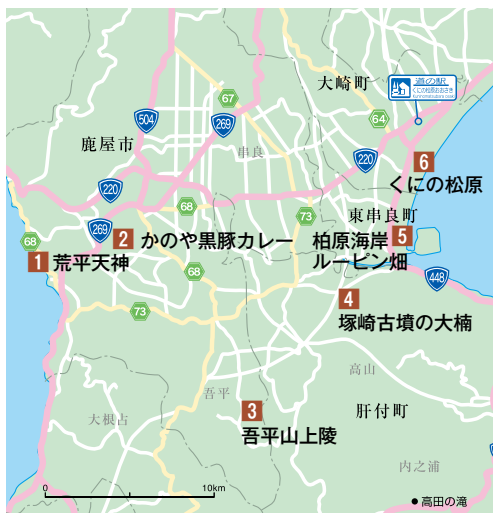 大崎町
道の駅
くにの松原おおさき
67
504
269
64
鹿屋市
串良
220
6
くにの松原
220
68
東串良町
73
269
2
かのや黒豚カレー
柏原海岸
ルーピン畑
5
68
1
荒平天神
68
448
4
塚崎古墳の大楠
73
高山
吾平
3
吾平山上陵
肝付町
大根占
内之浦
0
10km
高田の滝